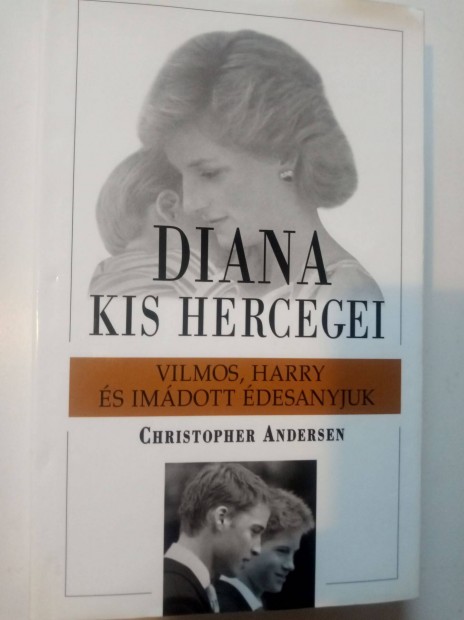 DIANA
KIS HERCEGEI
VILMOS, HARRY
ÉS IMÁDOTT ÉDESANYJUK
CHRISTOPHER ANDERSEN